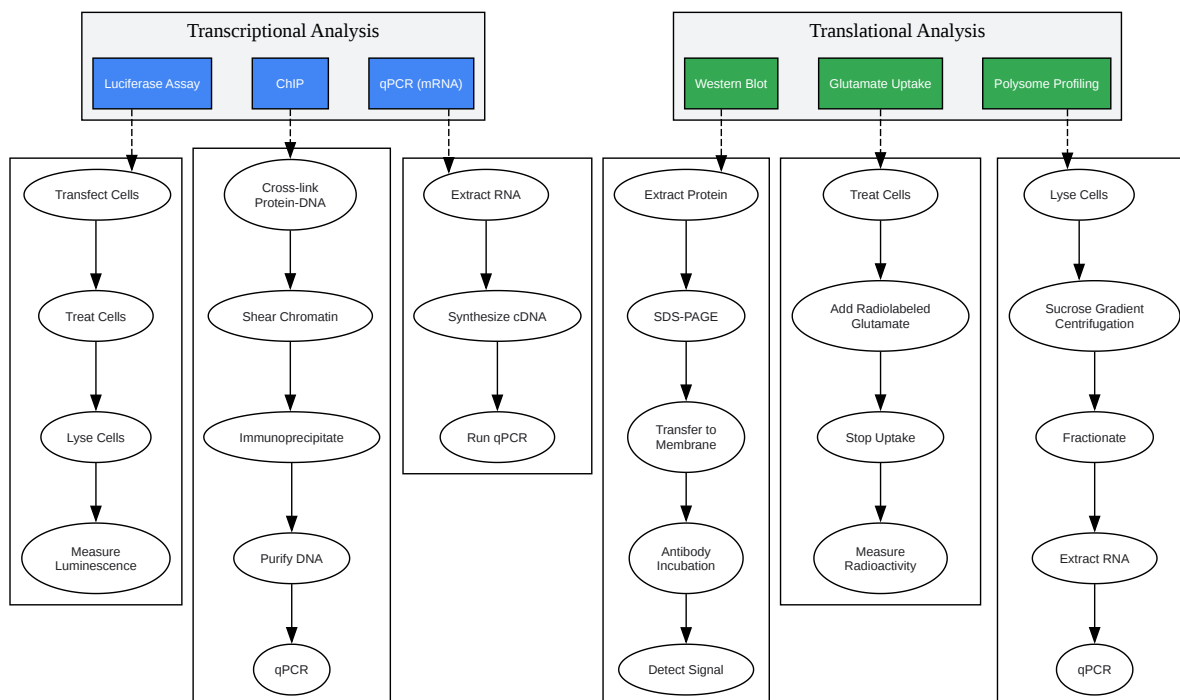 Transcriptional Analysis
Luciferase Assay
ChIP
qPCR (mRNA)
Translational Analysis
Western Blot
Glutamate Uptake
Polysome Profiling
Transfect Cells
Treat Cells
Lyse Cells
Measure
Luminescence
Cross-link
Protein-DNA
Shear Chromatin
Immunoprecipitate
Purify DNA
qPCR
Extract RNA
Synthesize cDNA
Run qPCR
Extract Protein
SDS-PAGE
Transfer to
Membrane
Antibody
Incubation
Detect Signal
Treat Cells
Add Radiolabeled
Glutamate
Stop Uptake
Measure
Radioactivity
Lyse Cells
Sucrose Gradient
Centrifugation
Fractionate
Extract RNA
qPCR